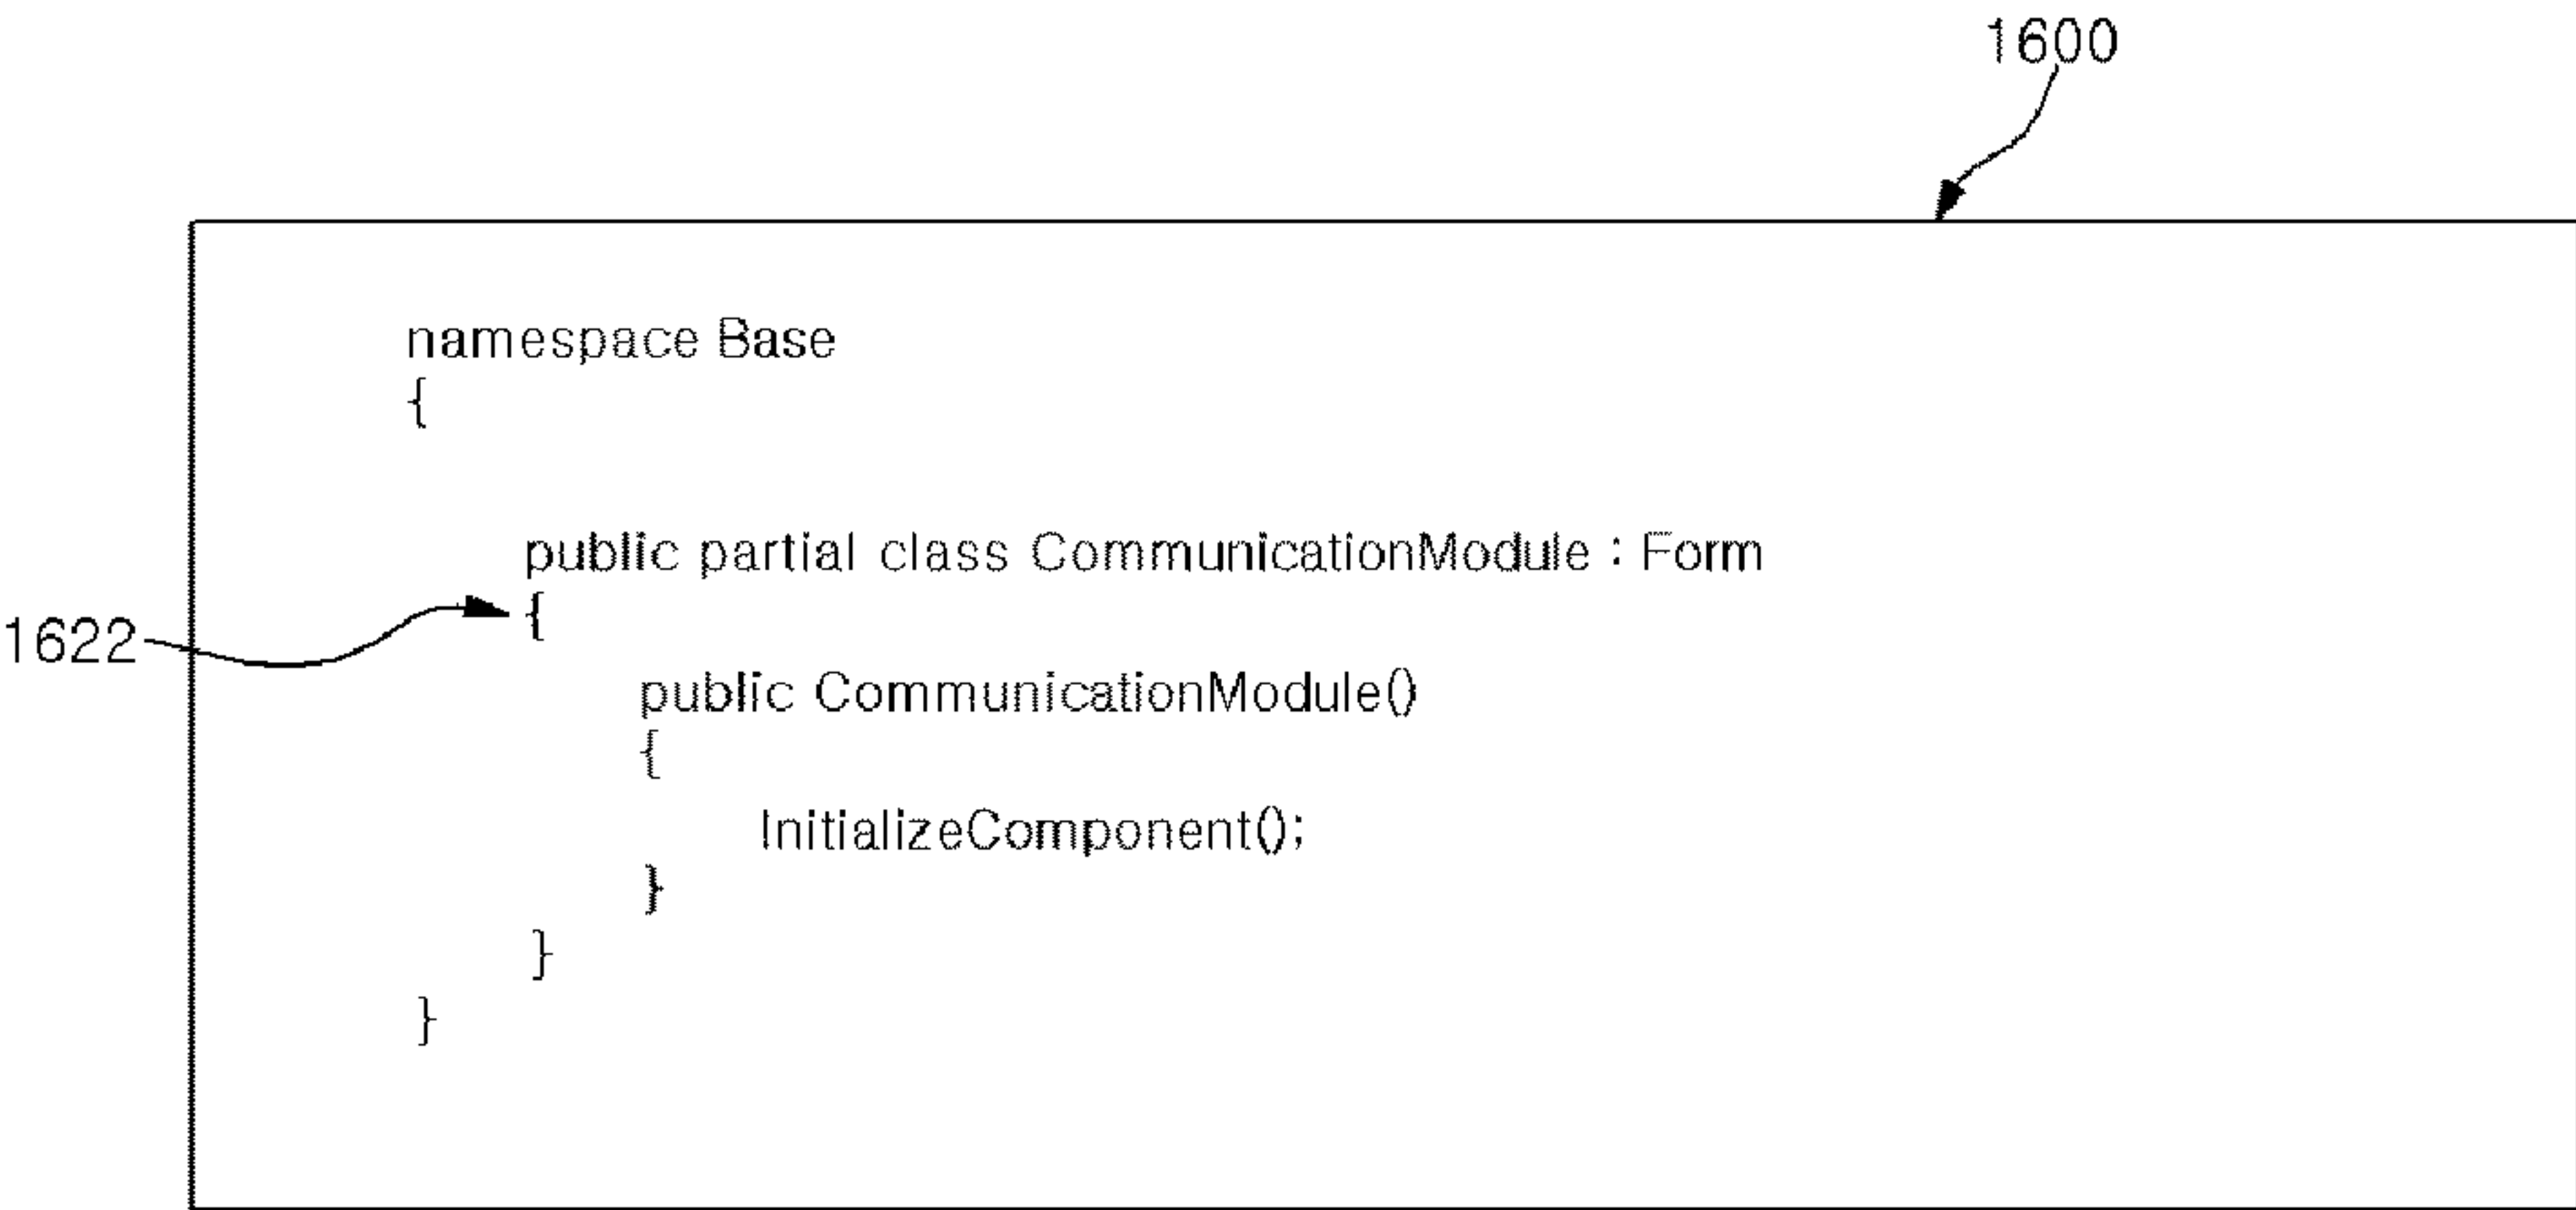 1600
namespace Base
{
public partial class CommunicationModule : Form
1622 {
public CommunicationModule()
{
InitializeComponent();
}
}
}